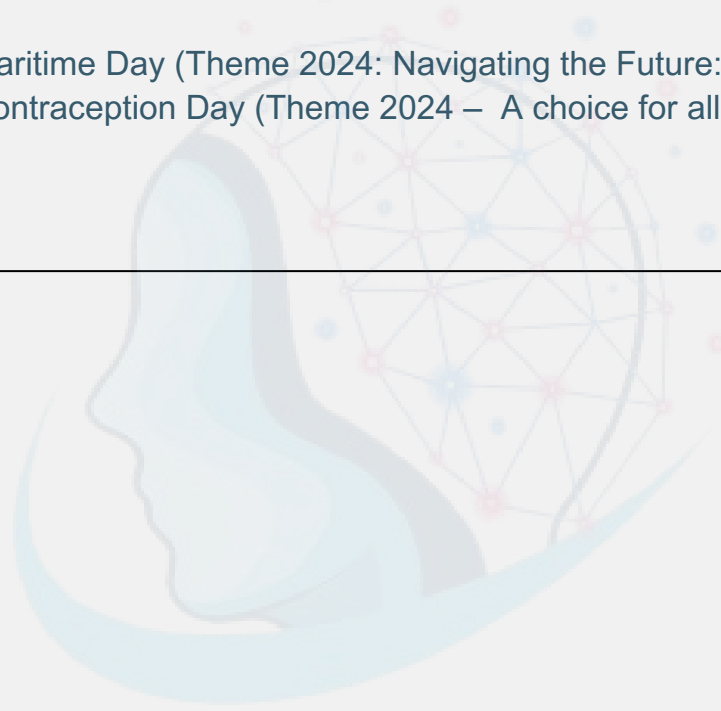 aritime Day (Theme 2024: Navigating the Future:
ontraception Day (Theme 2024 – A choice for all